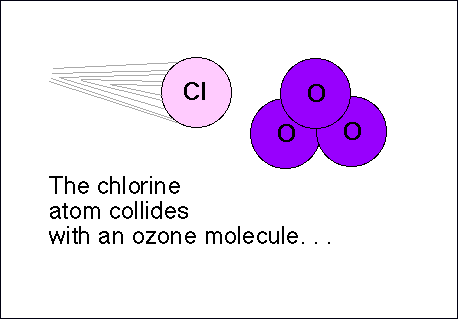 Cl
O
O
O
The chlorine
atom collides
with an ozone molecule. . .